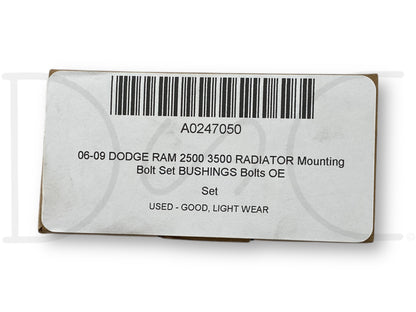 A0247050
06-09 DODGE RAM 2500 3500 RADIATOR Mounting
Bolt Set BUSHINGS Bolts OE
Set
USED - GOOD, LIGHT WEAR